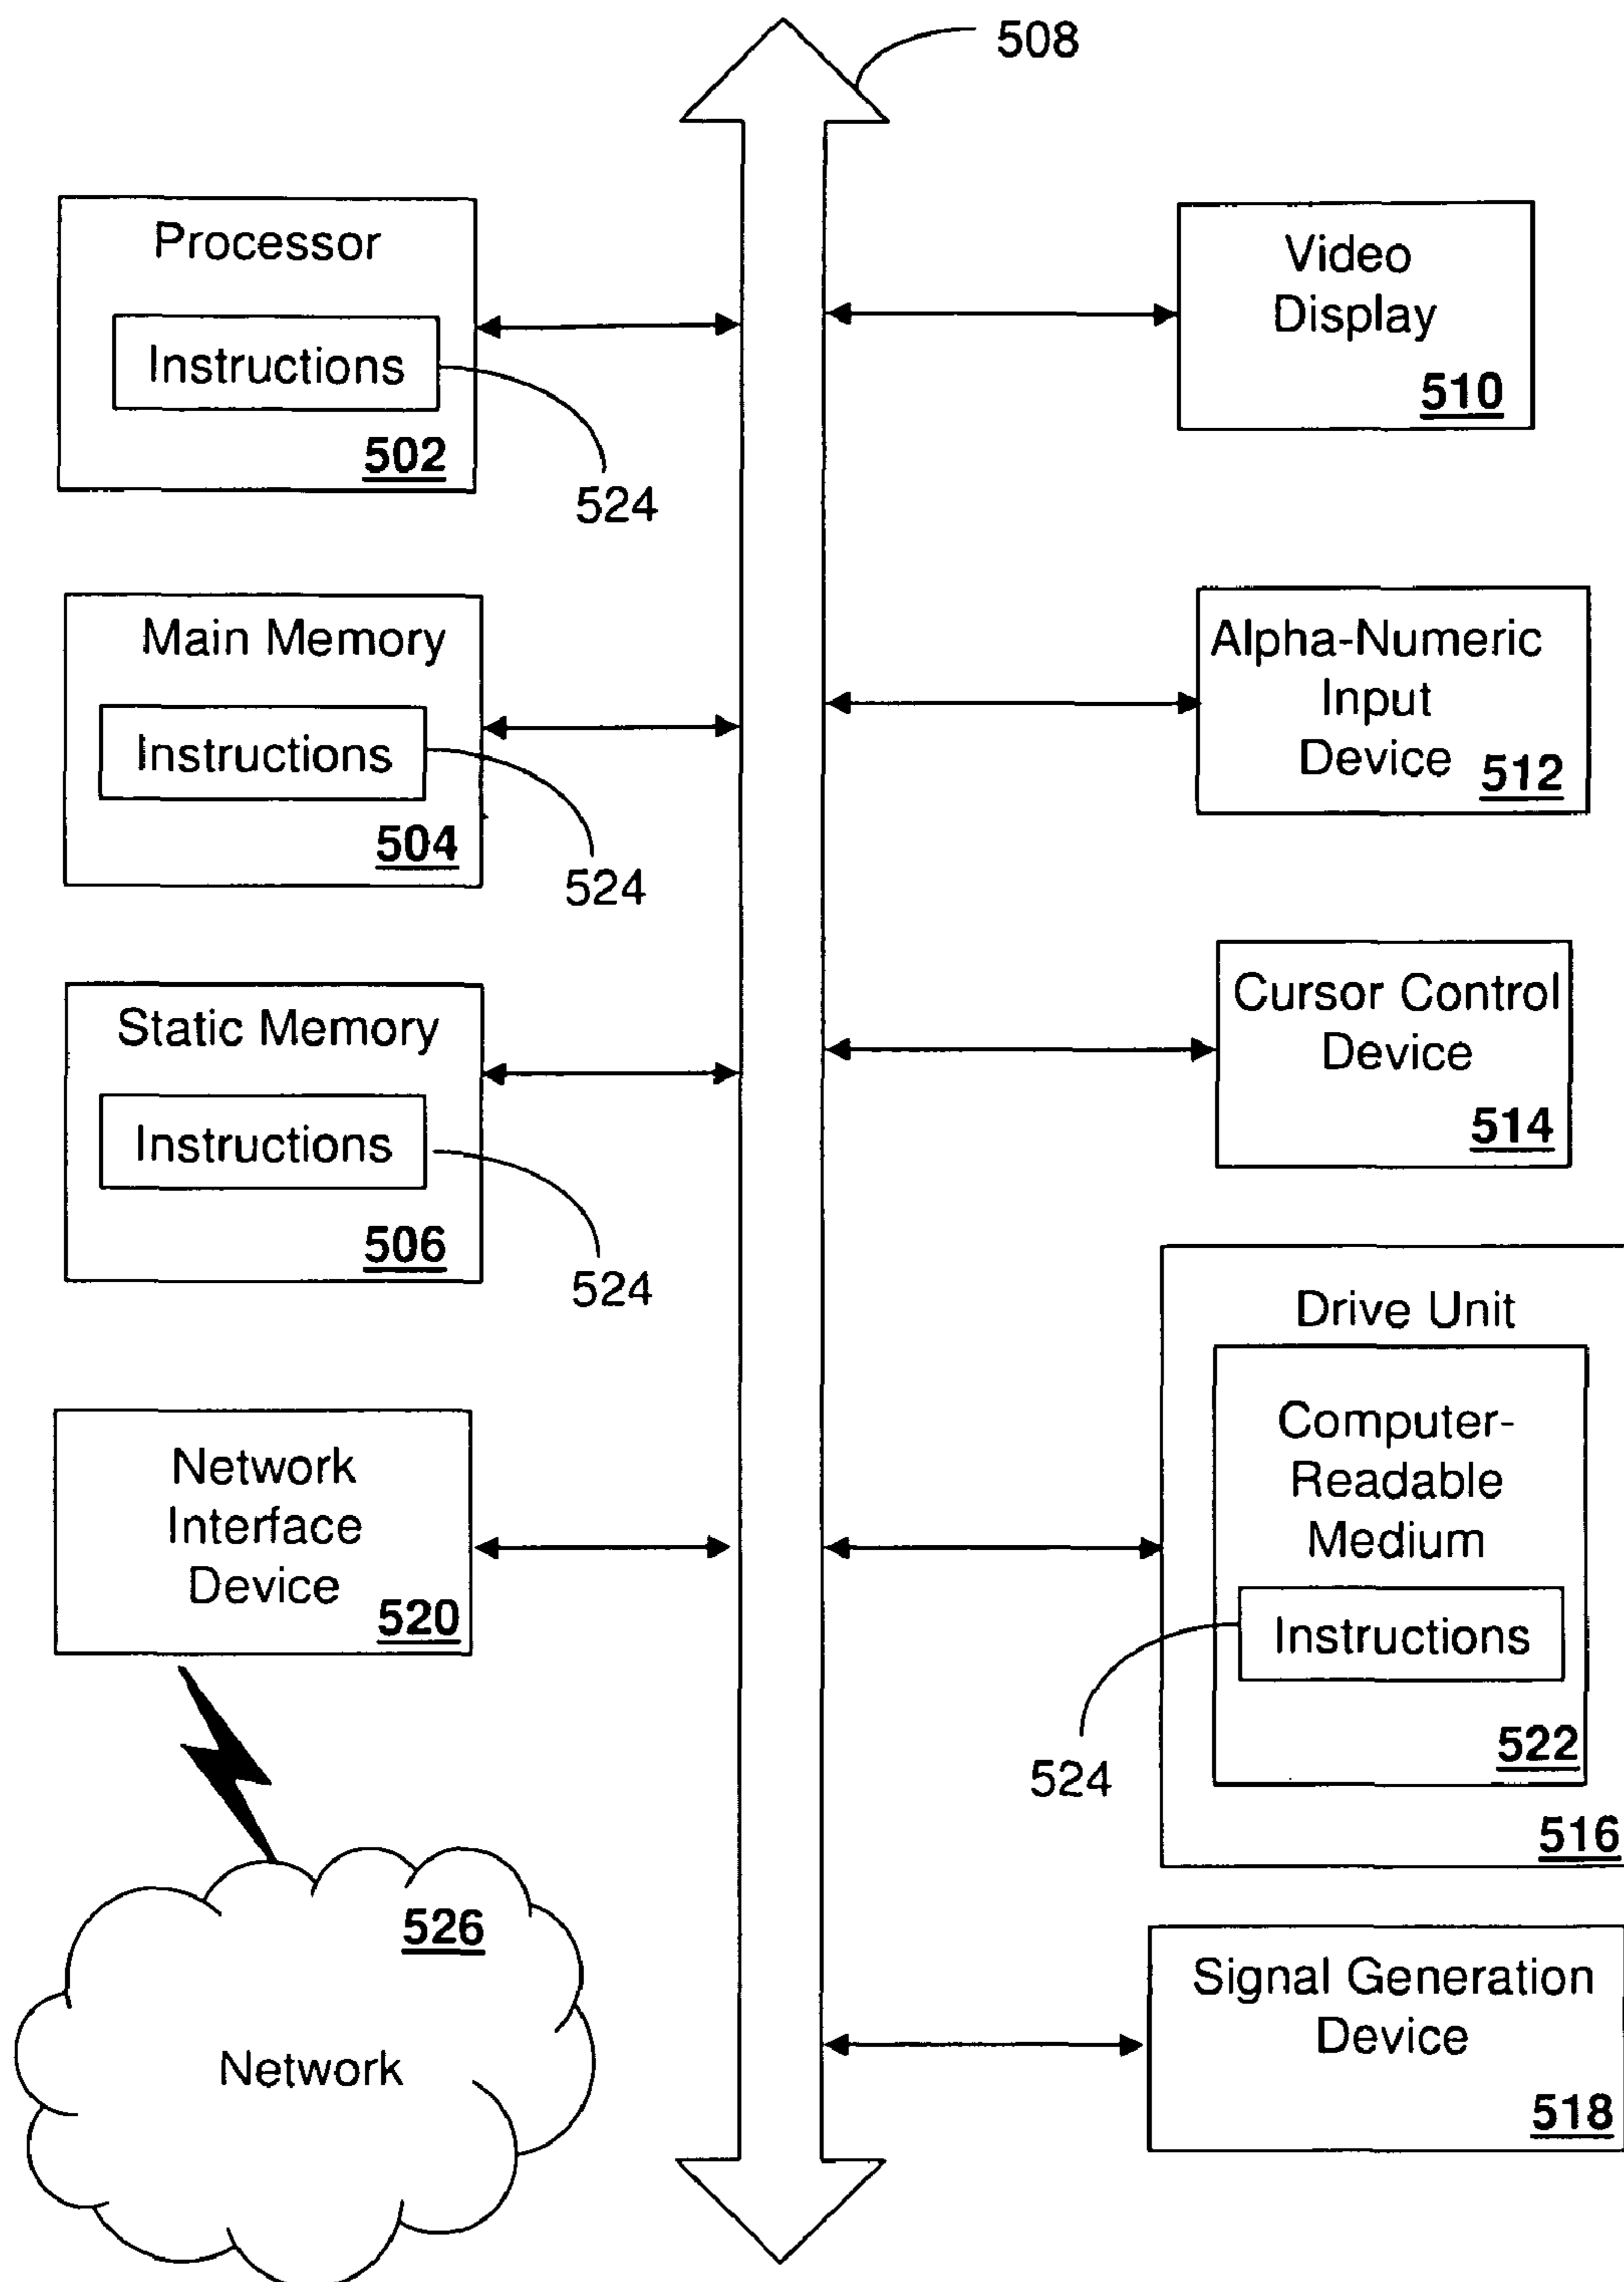 508
Processor
Instructions
502
524
Main Memory
Instructions
504
524
Static Memory
Instructions
506
524
Network
Interface
Device
520
526
Network
Video
Display
510
Alpha-Numeric
Input
Device
512
Cursor Control
Device
514
Drive Unit
Computer-
Readable
Medium
Instructions
524
522
516
Signal Generation
Device
518